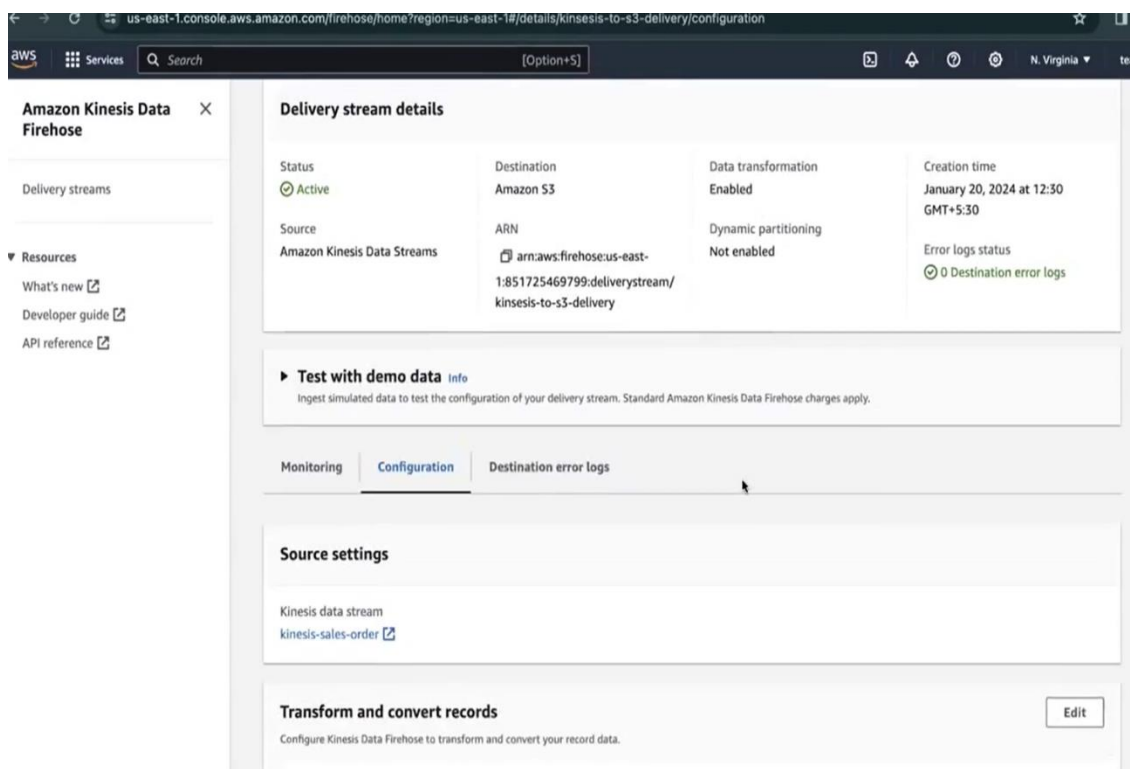 us-east-1.console.aws.amazon.com/firehose/home?region=us-east-1#/details/kinsesis-to-s3-delivery/configuration
aws
Services
Search
[Option+S]
N. Virginia
te
Amazon Kinesis Data
Firehose
Delivery streams
Resources
What's new
Developer guide
API reference
Delivery stream details
Status
Active
Destination
Amazon S3
Data transformation
Enabled
Creation time
January 20, 2024 at 12:30
GMT+5:30
Source
Amazon Kinesis Data Streams
ARN
arn:aws:firehose:us-east-
1:851725469799:deliverystream/
kinsesis-to-s3-delivery
Dynamic partitioning
Not enabled
Error logs status
0 Destination error logs
Test with demo data Info
Ingest simulated data to test the configuration of your delivery stream. Standard Amazon Kinesis Data Firehose charges apply.
Monitoring
Configuration
Destination error logs
Source settings
Kinesis data stream
kinesis-sales-order
Transform and convert records
Edit
Configure Kinesis Data Firehose to transform and convert your record data.